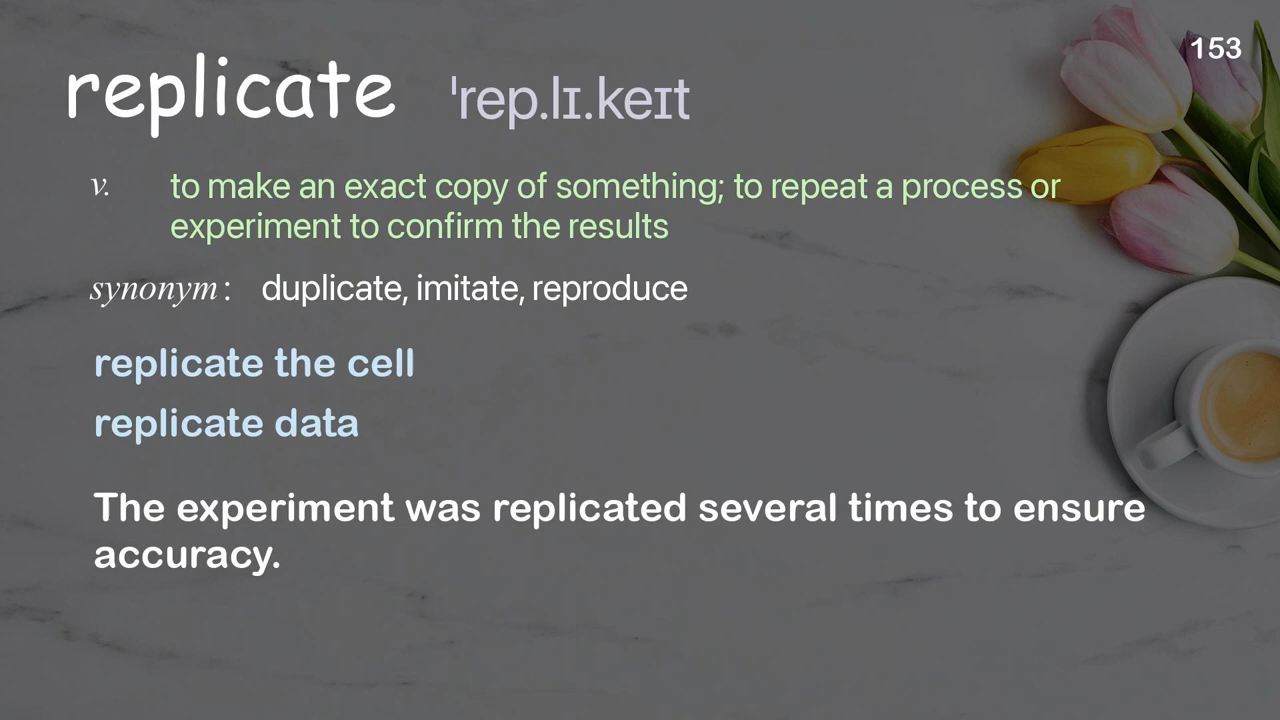 153
replicate ˈrep.lɪ.keɪt
v. to make an exact copy of something; to repeat a process or
experiment to confirm the results
synonym: duplicate, imitate, reproduce
replicate the cell
replicate data
The experiment was replicated several times to ensure
accuracy.